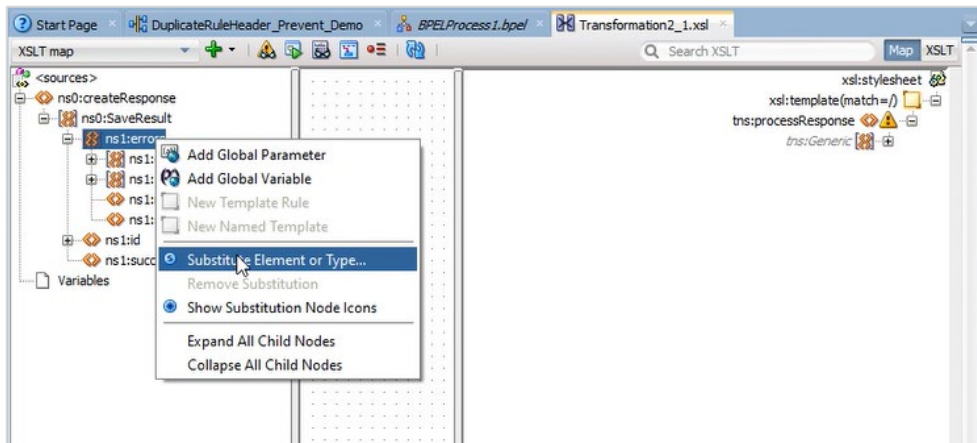 Start Page
DuplicateRuleHeader_Prevent_Demo
BPELProcess1.bpel
Transformation2_1.xsl
XSLT map
Search XSLT
Map
XSLT
<sources>
ns0:createResponse
ns0:SaveResult
ns1:errors
ns1:
ns1:
ns1:
ns1:
ns1:id
ns1:succ
Variables
Add Global Parameter
Add Global Variable
New Template Rule
New Named Template
Substitute Element or Type...
Remove Substitution
Show Substitution Node Icons
Expand All Child Nodes
Collapse All Child Nodes
xsl:stylesheet
xsl:template(match=/)
tns:processResponse
tns:Generic